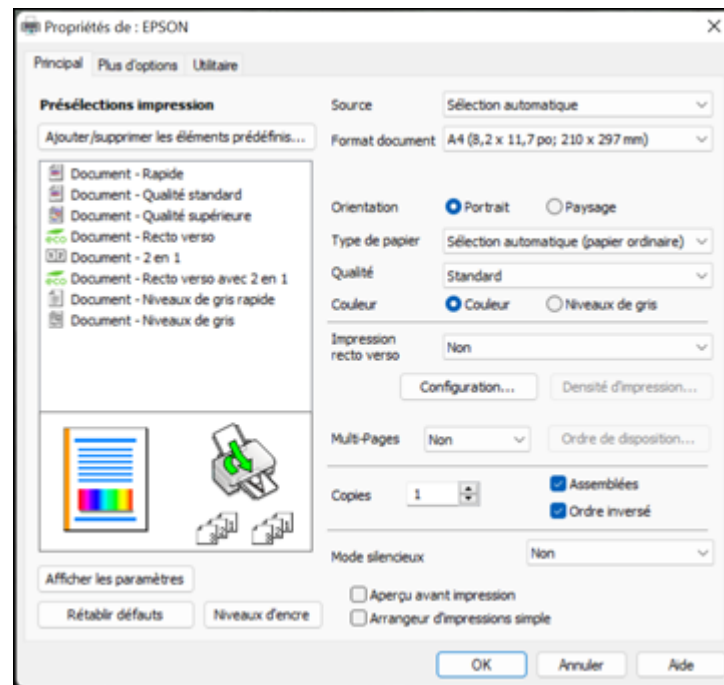 Propriétés de : EPSON
Principal Plus d'options Utilitaire
Présélections impression
Ajouter/supprimer les éléments prédéfinis...
Document - Rapide
Document - Qualité standard
Document - Qualité supérieure
eco Document - Recto verso
Document - 2 en 1
eco Document - Recto verso avec 2 en 1
Document - Niveaux de gris rapide
Document - Niveaux de gris
Afficher les paramètres
Rétablir défauts Niveaux d'encre
Source Sélection automatique
Format document A4 (8,2 x 11,7 po; 210 x 297 mm)
Orientation Portrait Paysage
Type de papier Sélection automatique (papier ordinaire)
Qualité Standard
Couleur Couleur Niveaux de gris
Impression
recto verso Non
Configuration... Densité d'impression...
Multi-Pages Non Ordre de disposition...
Copies 1 Assemblées
Ordre inversé
Mode silencieux Non
Aperçu avant impression
Arrangeur d'impressions simple
OK Annuler Aide